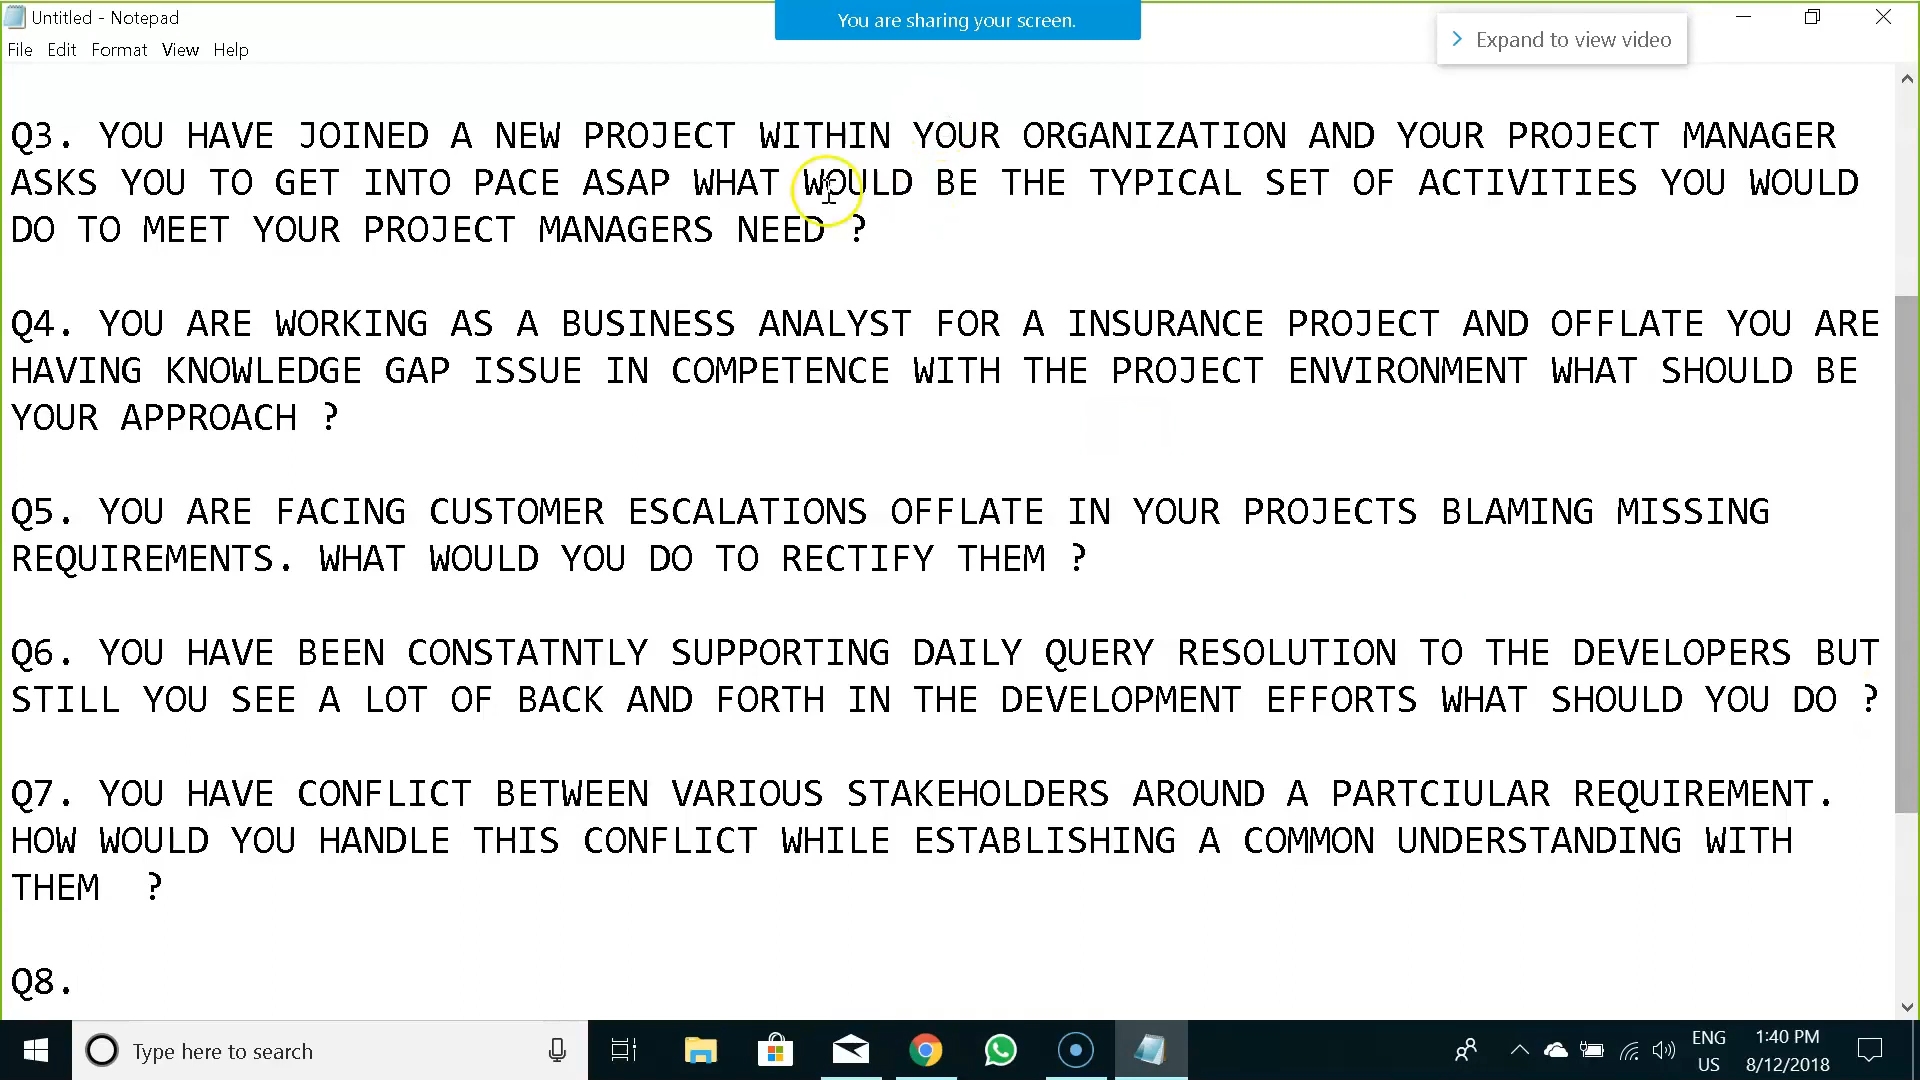 Untitled - Notepad
You are sharing your screen.
Expand to view video
File Edit Format View Help
Q3. YOU HAVE JOINED A NEW PROJECT WITHIN YOUR ORGANIZATION AND YOUR PROJECT MANAGER
ASKS YOU TO GET INTO PACE ASAP WHAT WOULD BE THE TYPICAL SET OF ACTIVITIES YOU WOULD
DO TO MEET YOUR PROJECT MANAGERS NEED ?
Q4. YOU ARE WORKING AS A BUSINESS ANALYST FOR A INSURANCE PROJECT AND OFFLATE YOU ARE
HAVING KNOWLEDGE GAP ISSUE IN COMPETENCE WITH THE PROJECT ENVIRONMENT WHAT SHOULD BE
YOUR APPROACH ?
Q5. YOU ARE FACING CUSTOMER ESCALATIONS OFFLATE IN YOUR PROJECTS BLAMING MISSING
REQUIREMENTS. WHAT WOULD YOU DO TO RECTIFY THEM ?
Q6. YOU HAVE BEEN CONSTATNTLY SUPPORTING DAILY QUERY RESOLUTION TO THE DEVELOPERS BUT
STILL YOU SEE A LOT OF BACK AND FORTH IN THE DEVELOPMENT EFFORTS WHAT SHOULD YOU DO ?
Q7. YOU HAVE CONFLICT BETWEEN VARIOUS STAKEHOLDERS AROUND A PARTCIULAR REQUIREMENT.
HOW WOULD YOU HANDLE THIS CONFLICT WHILE ESTABLISHING A COMMON UNDERSTANDING WITH
THEM  ?
Q8.
Type here to search
ENG
US
1:40 PM
8/12/2018